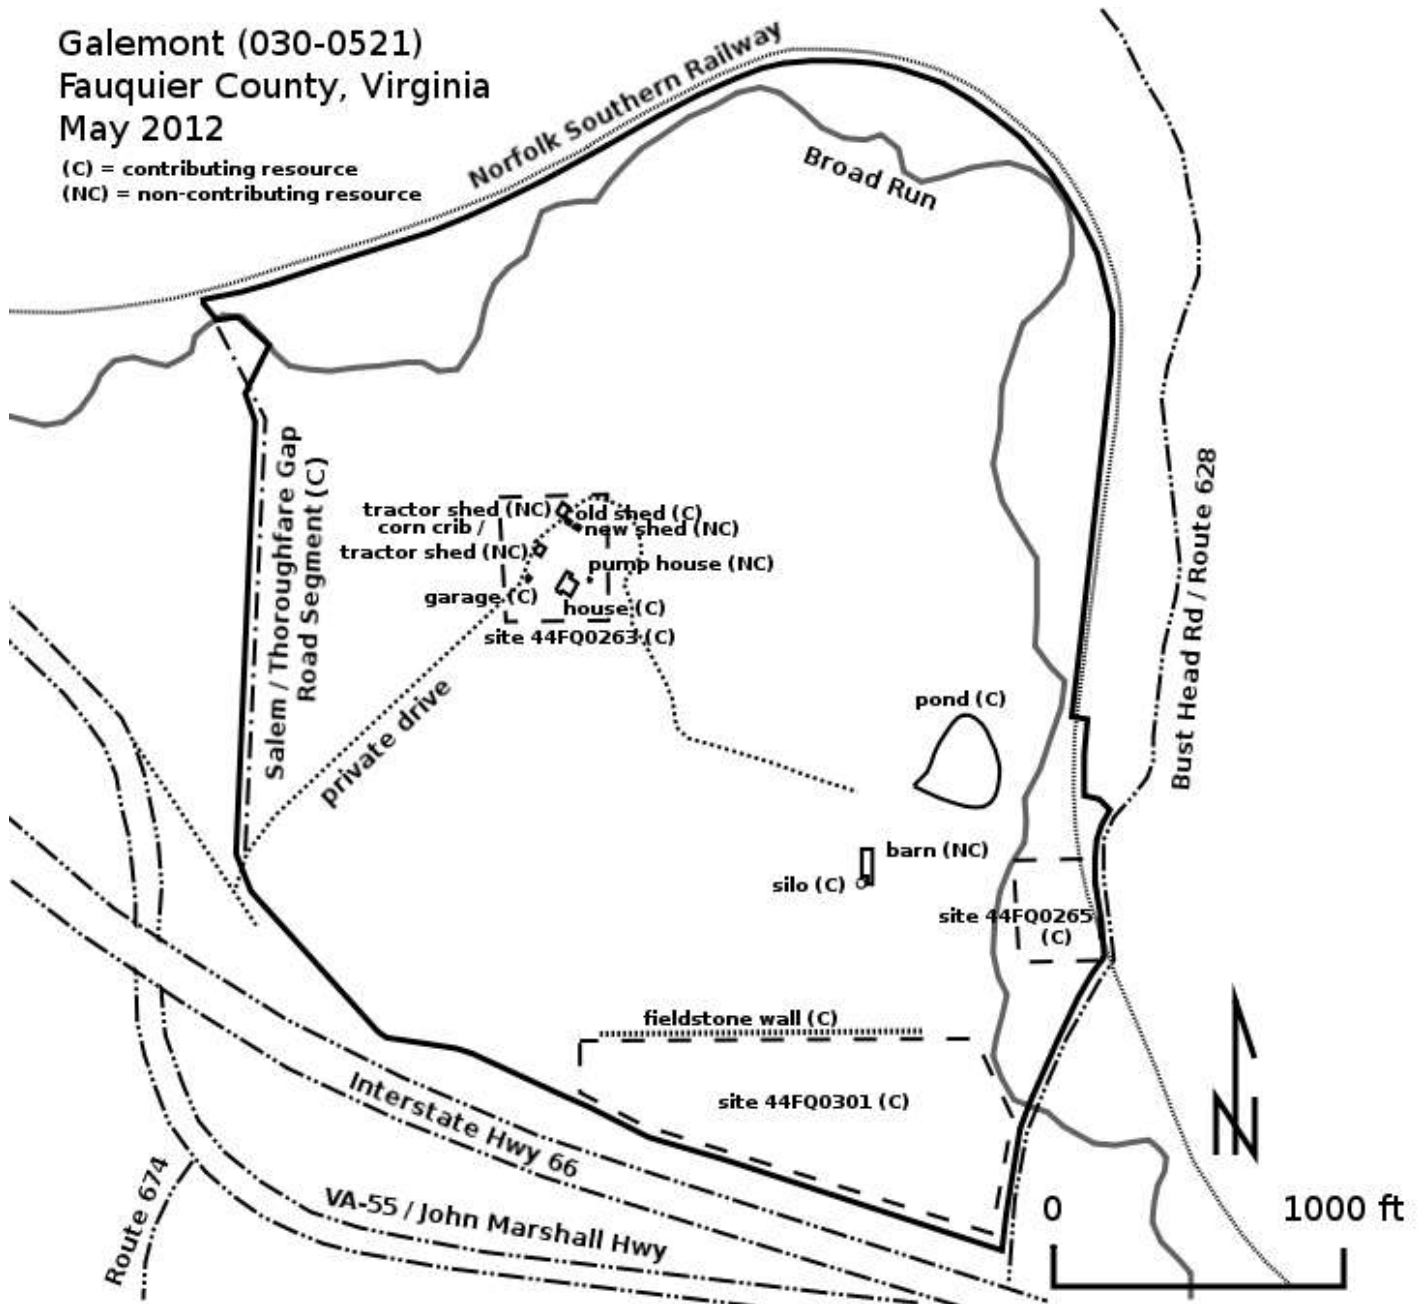 Galemont (030-0521)
Fauquier County, Virginia
May 2012
(C) = contributing resource
(NC) = non-contributing resource
Norfolk Southern Railway
Broad Run
Salem / Thoroughfare Gap
Road Segment (C)
tractor shed (NC)
old shed (C)
corn crib /
tractor shed (NC)
new shed (NC)
pump house (NC)
garage (C)
house (C)
site 44FQ0263 (C)
private drive
Bust Head Rd / Route 628
pond (C)
barn (NC)
silo (C)
site 44FQ0265
(C)
fieldstone wall (C)
site 44FQ0301 (C)
Interstate Hwy 66
VA-55 / John Marshall Hwy
Route 674
N
0
1000 ft